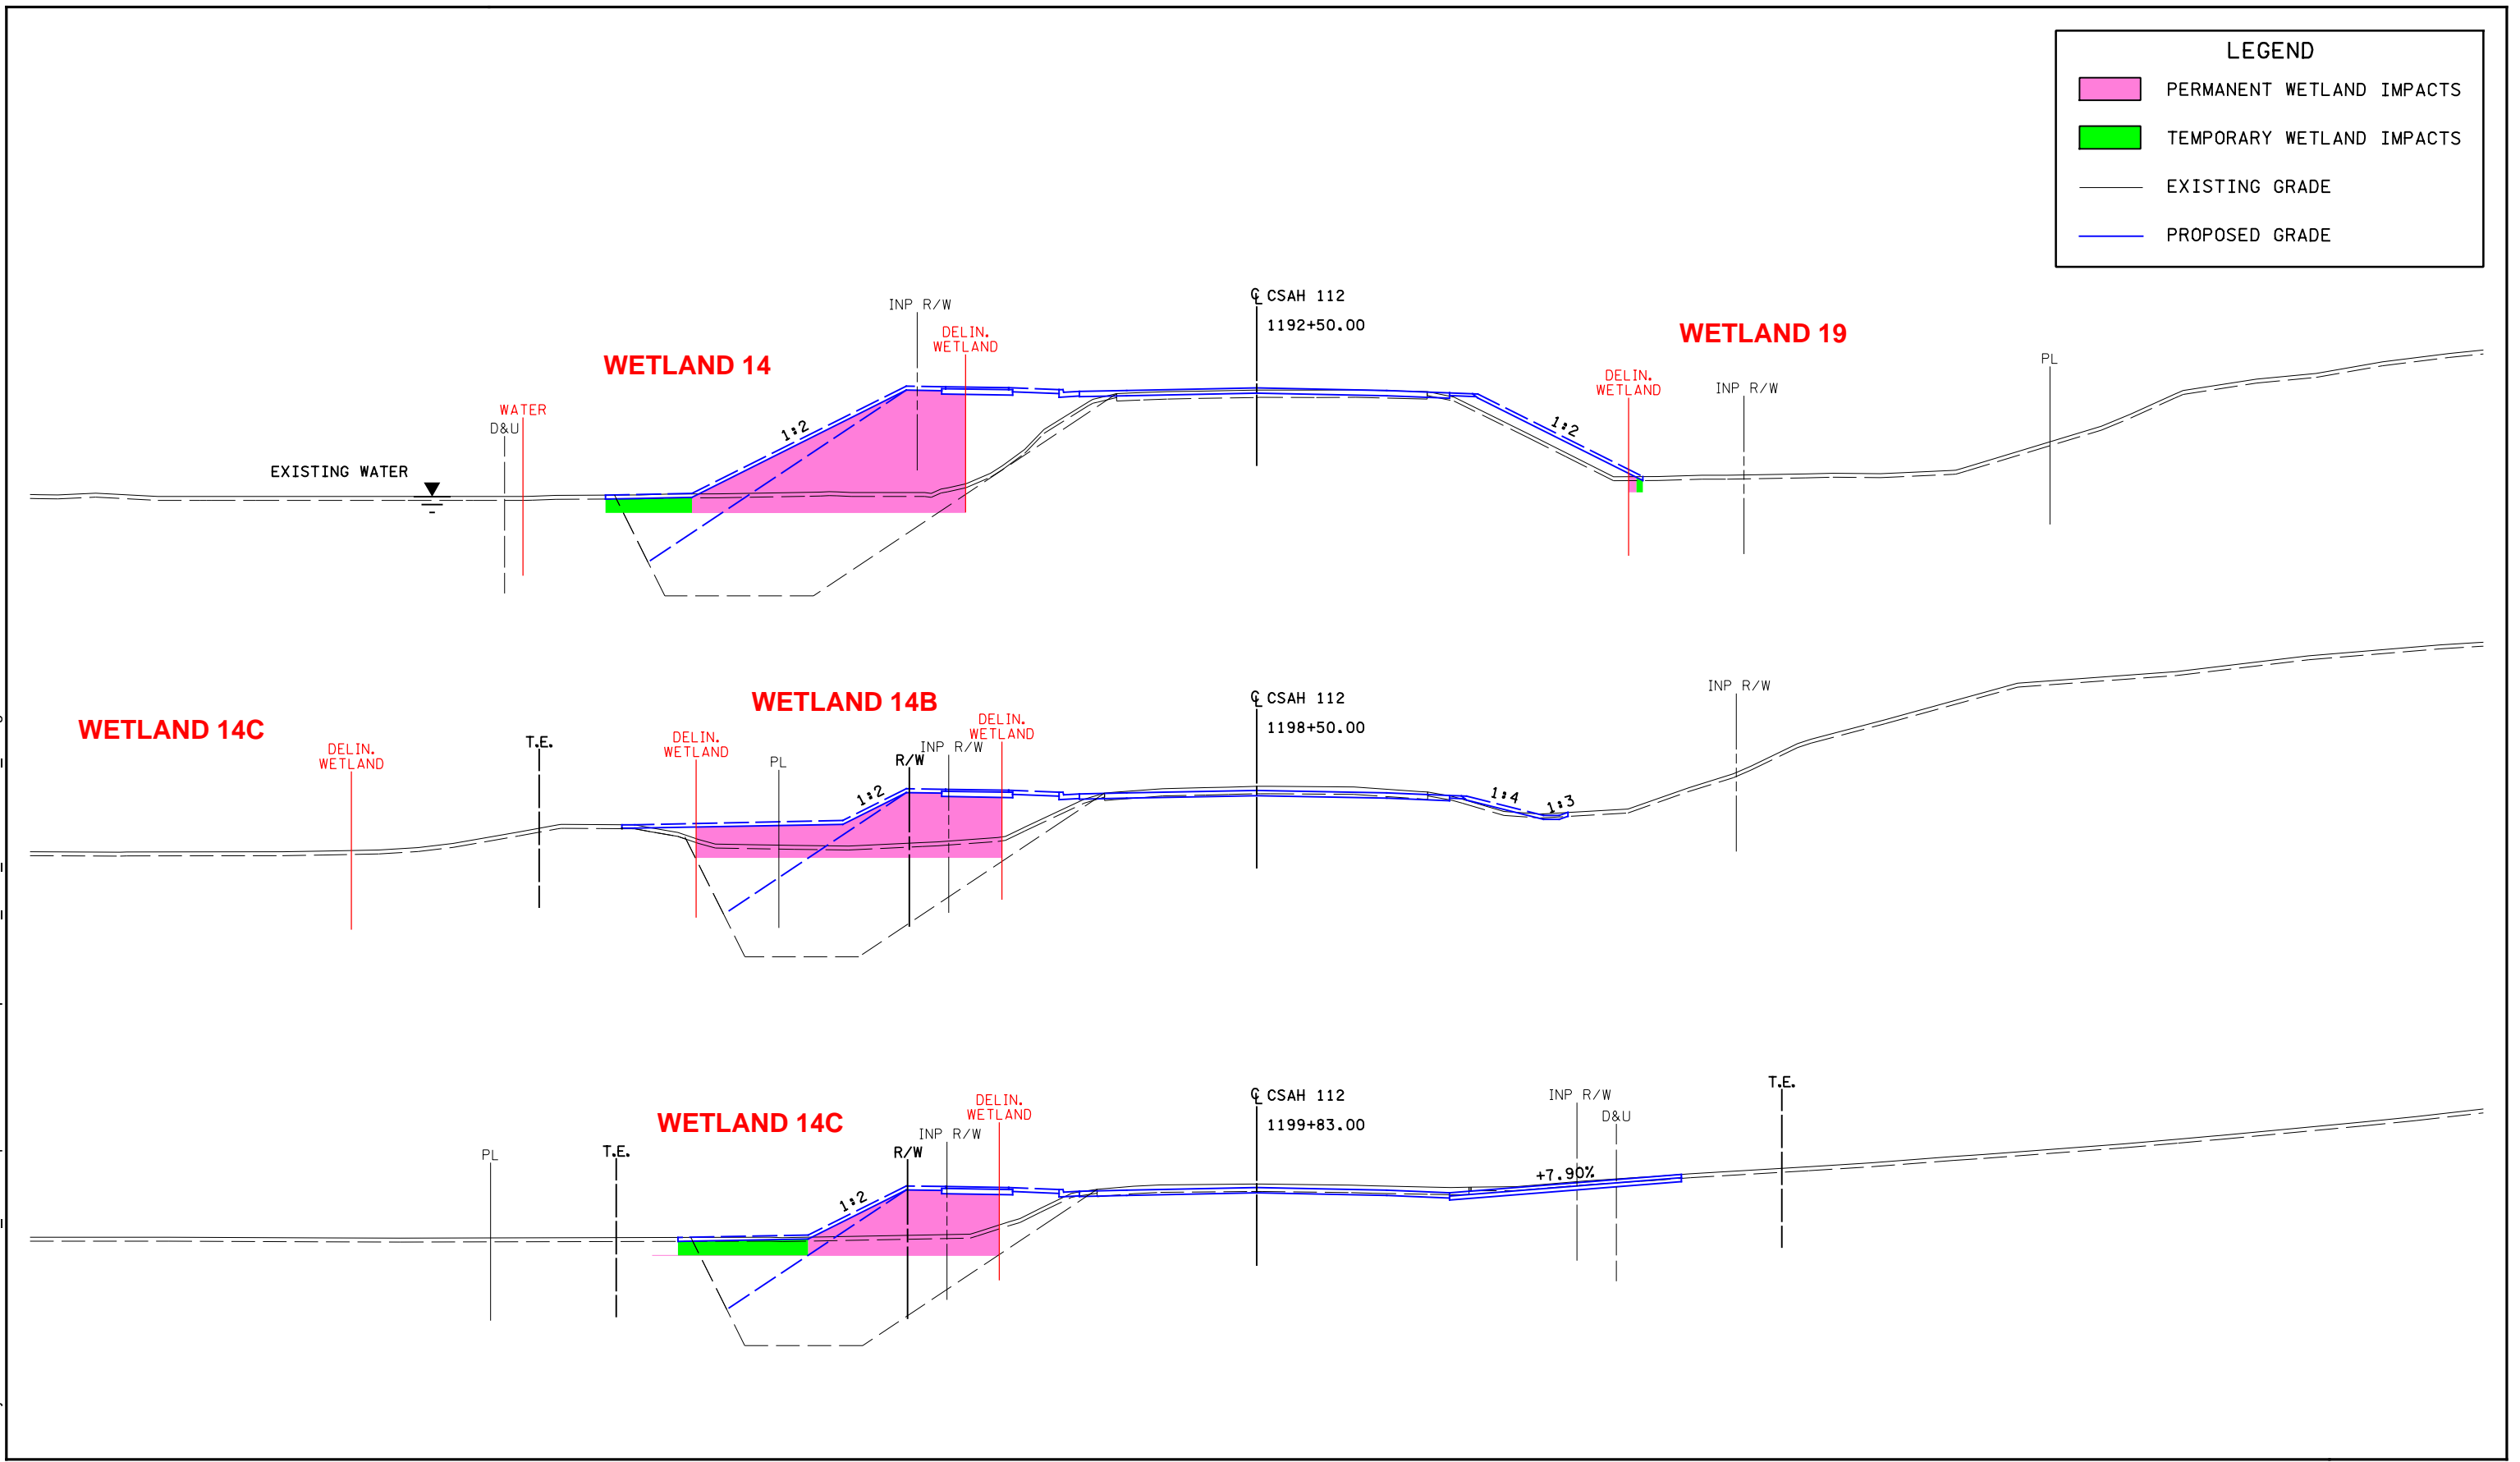 LEGEND
PERMANENT WETLAND IMPACTS
TEMPORARY WETLAND IMPACTS
EXISTING GRADE
PROPOSED GRADE
INP R/W
℄ CSAH 112
1192+50.00
DELIN.
WETLAND
WETLAND 14
WETLAND 19
PL
DELIN.
WETLAND
INP R/W
WATER
D&U
1:2
1:2
EXISTING WATER
WETLAND 14C
WETLAND 14B
℄ CSAH 112
1198+50.00
INP R/W
DELIN.
WETLAND
T.E.
DELIN.
WETLAND
PL
R/W
INP R/W
DELIN.
WETLAND
1:2
1:4
1:3
WETLAND 14C
℄ CSAH 112
1199+83.00
DELIN.
WETLAND
INP R/W
D&U
T.E.
PL
T.E.
R/W
INP R/W
1:2
+7.90%